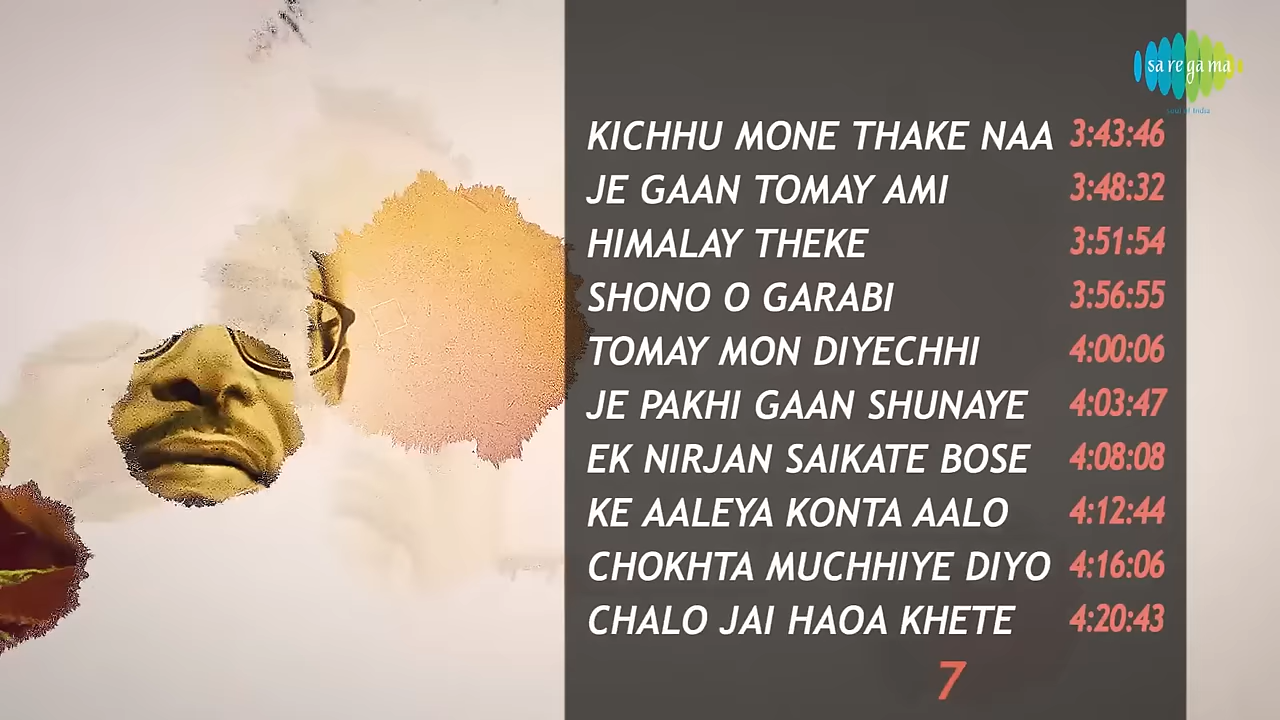 sa re ga ma
soul of India
KICHHU MONE THAKE NAA 3:43:46
JE GAAN TOMAY AMI 3:48:32
HIMALAY THEKE 3:51:54
SHONO O GARABI 3:56:55
TOMAY MON DIYECHHI 4:00:06
JE PAKHI GAAN SHUNAYE 4:03:47
EK NIRJAN SAIKATE BOSE 4:08:08
KE AALEYA KONTA AALO 4:12:44
CHOKHTA MUCHHIYE DIYO 4:16:06
CHALO JAI HAOA KHETE 4:20:43
7